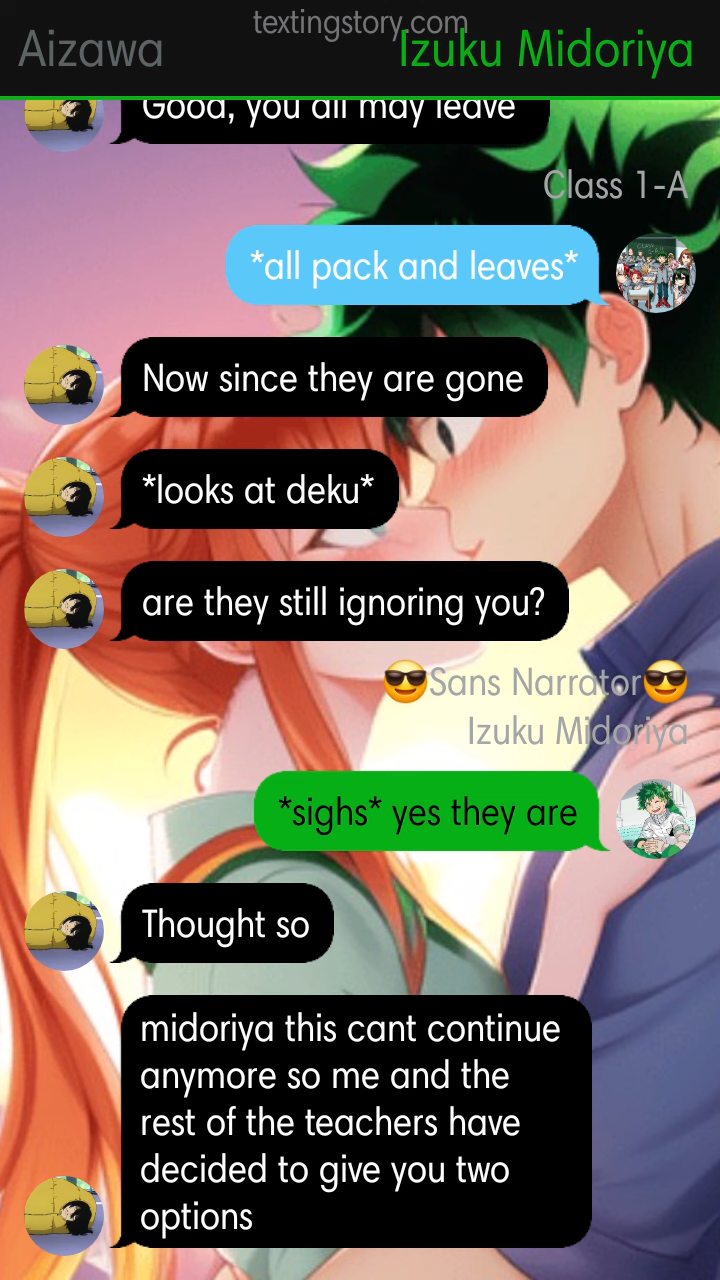 textingstory.com
Aizawa
Izuku Midoriya
Good, you all may leave
Class 1-A
*all pack and leaves*
Now since they are gone
*looks at deku*
are they still ignoring you?
😎Sans Narrator😎
Izuku Midoriya
*sighs* yes they are
Thought so
midoriya this cant continue
anymore so me and the
rest of the teachers have
decided to give you two
options